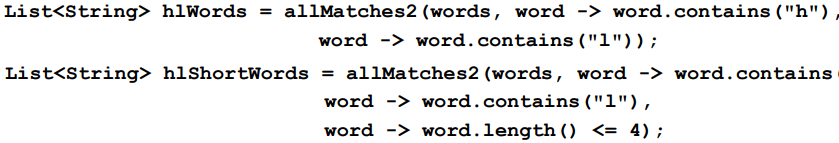 List<String> hlWords = allMatches2(words, word -> word.contains("h"),
word -> word.contains("l"));
List<String> hlShortWords = allMatches2(words, word -> word.contains
word -> word.contains("l"),
word -> word.length() <= 4);